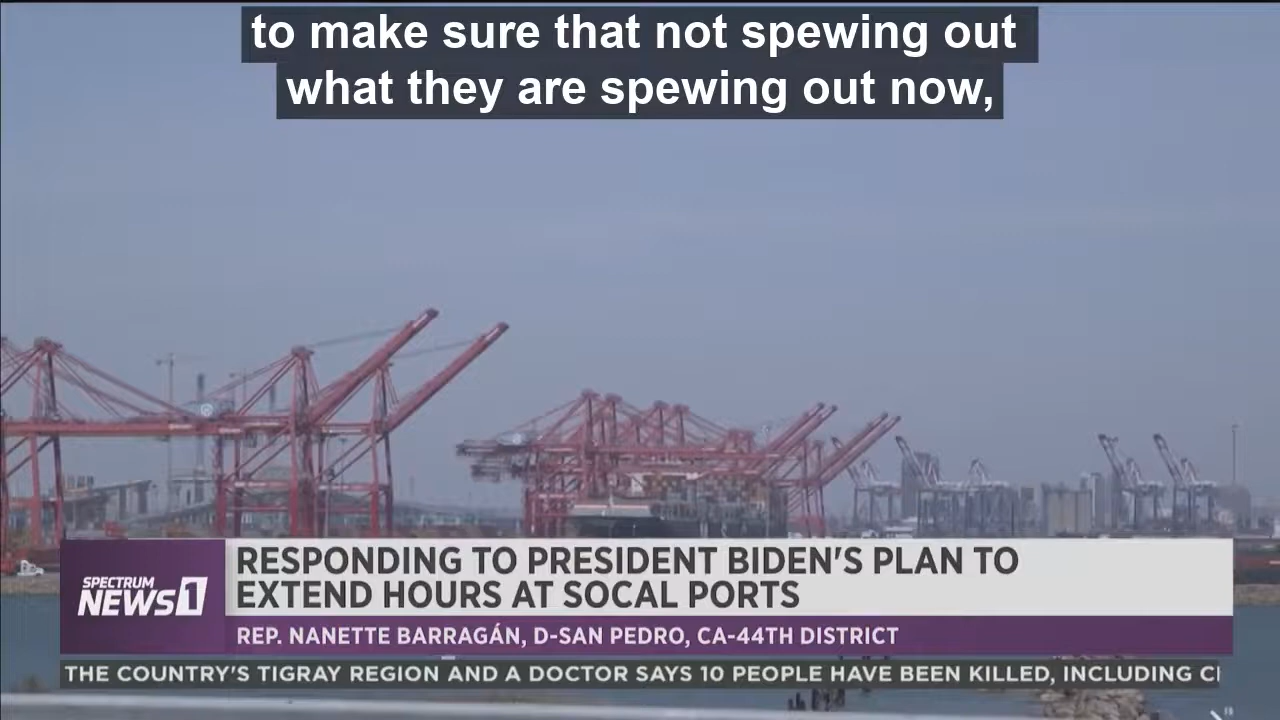 to make sure that not spewing out
what they are spewing out now,
RESPONDING TO PRESIDENT BIDEN'S PLAN TO
EXTEND HOURS AT SOCAL PORTS
SPECTRUM
NEWS 1
REP. NANETTE BARRAGÁN, D-SAN PEDRO, CA-44TH DISTRICT
THE COUNTRY'S TIGRAY REGION AND A DOCTOR SAYS 10 PEOPLE HAVE BEEN KILLED, INCLUDING